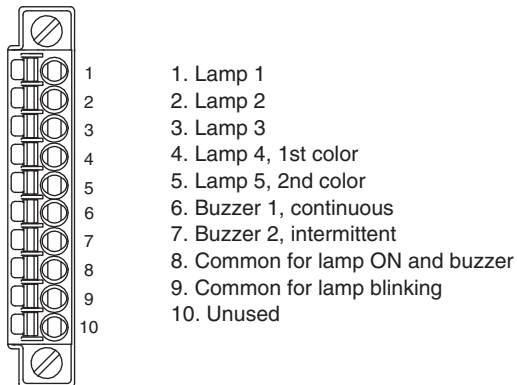 1
2
3
4
5
6
7
8
9
10
1. Lamp 1
2. Lamp 2
3. Lamp 3
4. Lamp 4, 1st color
5. Lamp 5, 2nd color
6. Buzzer 1, continuous
7. Buzzer 2, intermittent
8. Common for lamp ON and buzzer
9. Common for lamp blinking
10. Unused